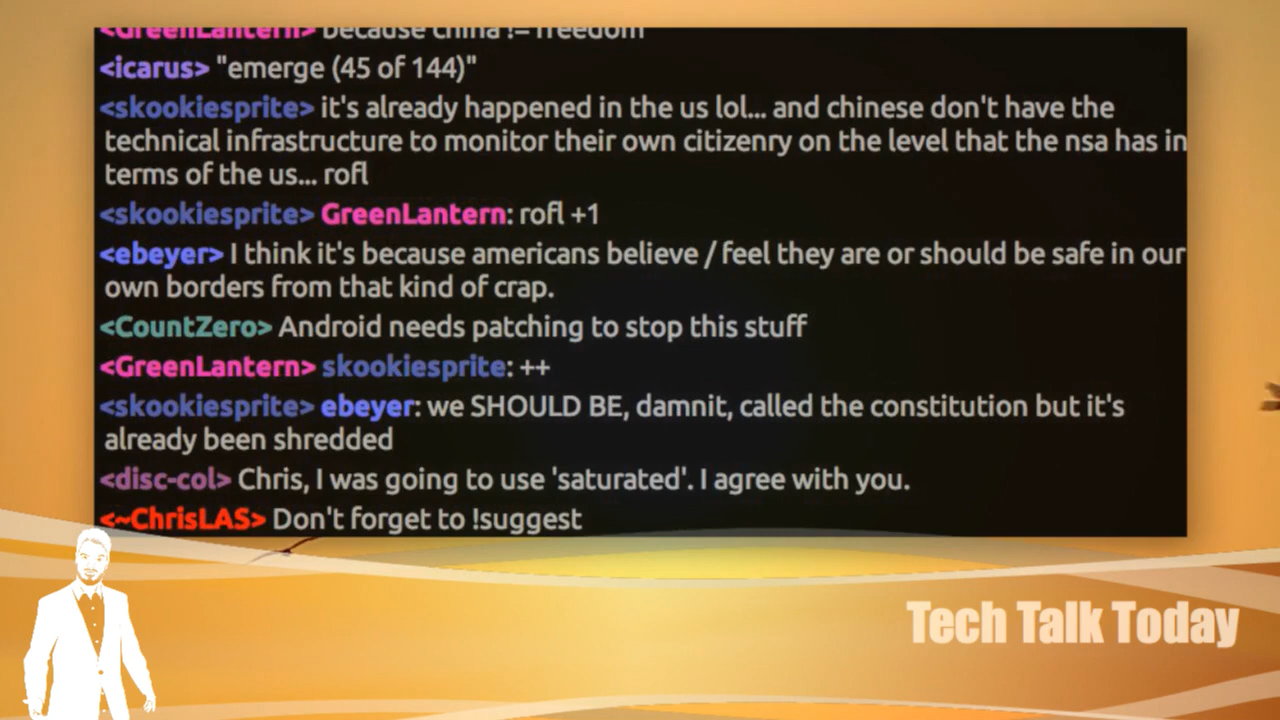 <GreenLantern> because china != freedom
<icarus> "emerge (45 of 144)"
<skookiesprite> it's already happened in the us lol... and chinese don't have the
technical infrastructure to monitor their own citizenry on the level that the nsa has in
terms of the us... rofl
<skookiesprite> GreenLantern: rofl +1
<ebeyer> I think it's because americans believe / feel they are or should be safe in our
own borders from that kind of crap.
<CountZero> Android needs patching to stop this stuff
<GreenLantern> skookiesprite: ++
<skookiesprite> ebeyer: we SHOULD BE, damnit, called the constitution but it's
already been shredded
<disc-col> Chris, I was going to use 'saturated'. I agree with you.
<~ChrisLAS> Don't forget to !suggest
Tech Talk Today